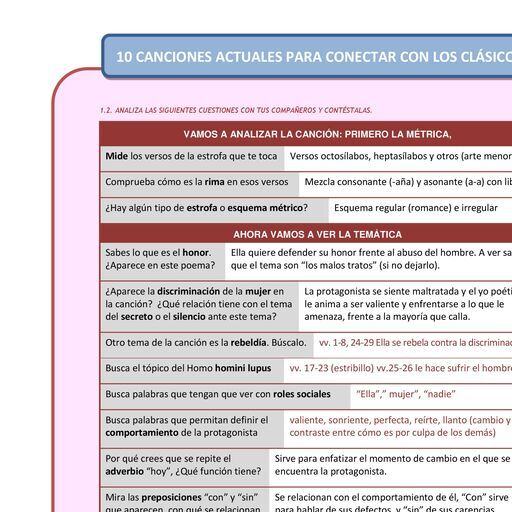 10 CANCIONES ACTUALES PARA CONECTAR CON LOS CLÁSICO
1.2. ANALIZA LAS SIGUIENTES CUESTIONES CON TUS COMPAÑEROS Y CONTÉSTALAS.
VAMOS A ANALIZAR LA CANCIÓN: PRIMERO LA MÉTRICA,
Mide los versos de la estrofa que te toca Versos octosílabos, heptasílabos y otros (arte menor
Comprueba cómo es la rima en esos versos Mezcla consonante (-aña) y asonante (a-a) con lib
¿Hay algún tipo de estrofa o esquema métrico? Esquema regular (romance) e irregular
AHORA VAMOS A VER LA TEMÁTICA
Sabes lo que es el honor. Ella quiere defender su honor frente al abuso del hombre. A ver sa
¿Aparece en este poema? que el tema son “los malos tratos” (si no dejarlo).
¿Aparece la discriminación de la mujer en La protagonista se siente maltratada y el yo poéti
la canción? ¿Qué relación tiene con el tema le anima a ser valiente y enfrentarse a lo que le
del secreto o el silencio ante este tema? amenaza, frente a la mayoría que calla.
Otro tema de la canción es la rebeldía. Búscalo. vv. 1-8, 24-29 Ella se rebela contra la discriminac
Busca el tópico del Homo homini lupus vv. 17-23 (estribillo) vv.25-26 le hace sufrir el hombre
Busca palabras que tengan que ver con roles sociales “Ella”,” mujer”, “nadie”
Busca palabras que permitan definir el valiente, sonriente, perfecta, reírte, llanto (cambio y
comportamiento de la protagonista contraste entre cómo es por culpa de los demás)
Por qué crees que se repite el Sirve para enfatizar el momento de cambio en el que se
adverbio “hoy”, ¿Qué función tiene? encuentra la protagonista.
Mira las preposiciones “con” y “sin” Se relacionan con el comportamiento de él, “Con” sirve
que aparecen, con qué se relacionan para hablar de sus defectos, y “sin” de sus carencias